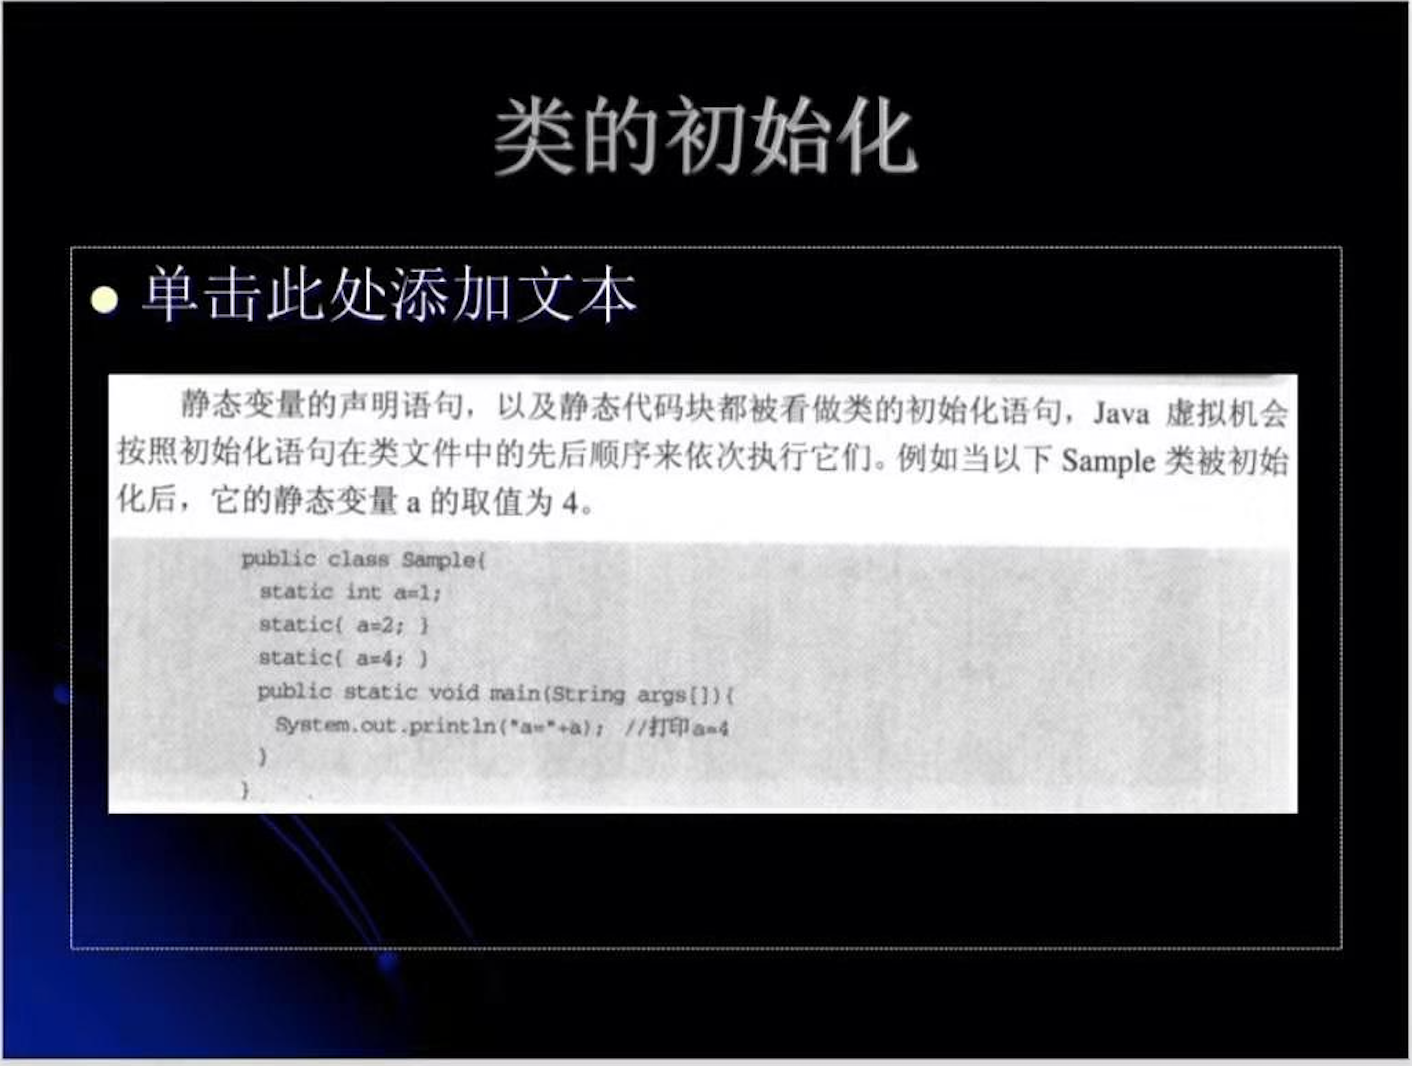 类的初始化
单击此处添加文本
静态变量的声明语句，以及静态代码块都被看做类的初始化语句，Java 虚拟机会
按照初始化语句在类文件中的先后顺序来依次执行它们。例如当以下 Sample 类被初始
化后，它的静态变量 a 的取值为 4。
public class Sample{
static int a=1;
static{ a=2; }
static{ a=4; }
public static void main(String args[]){
System.out.println("a="+a); //打印a=4
}
}